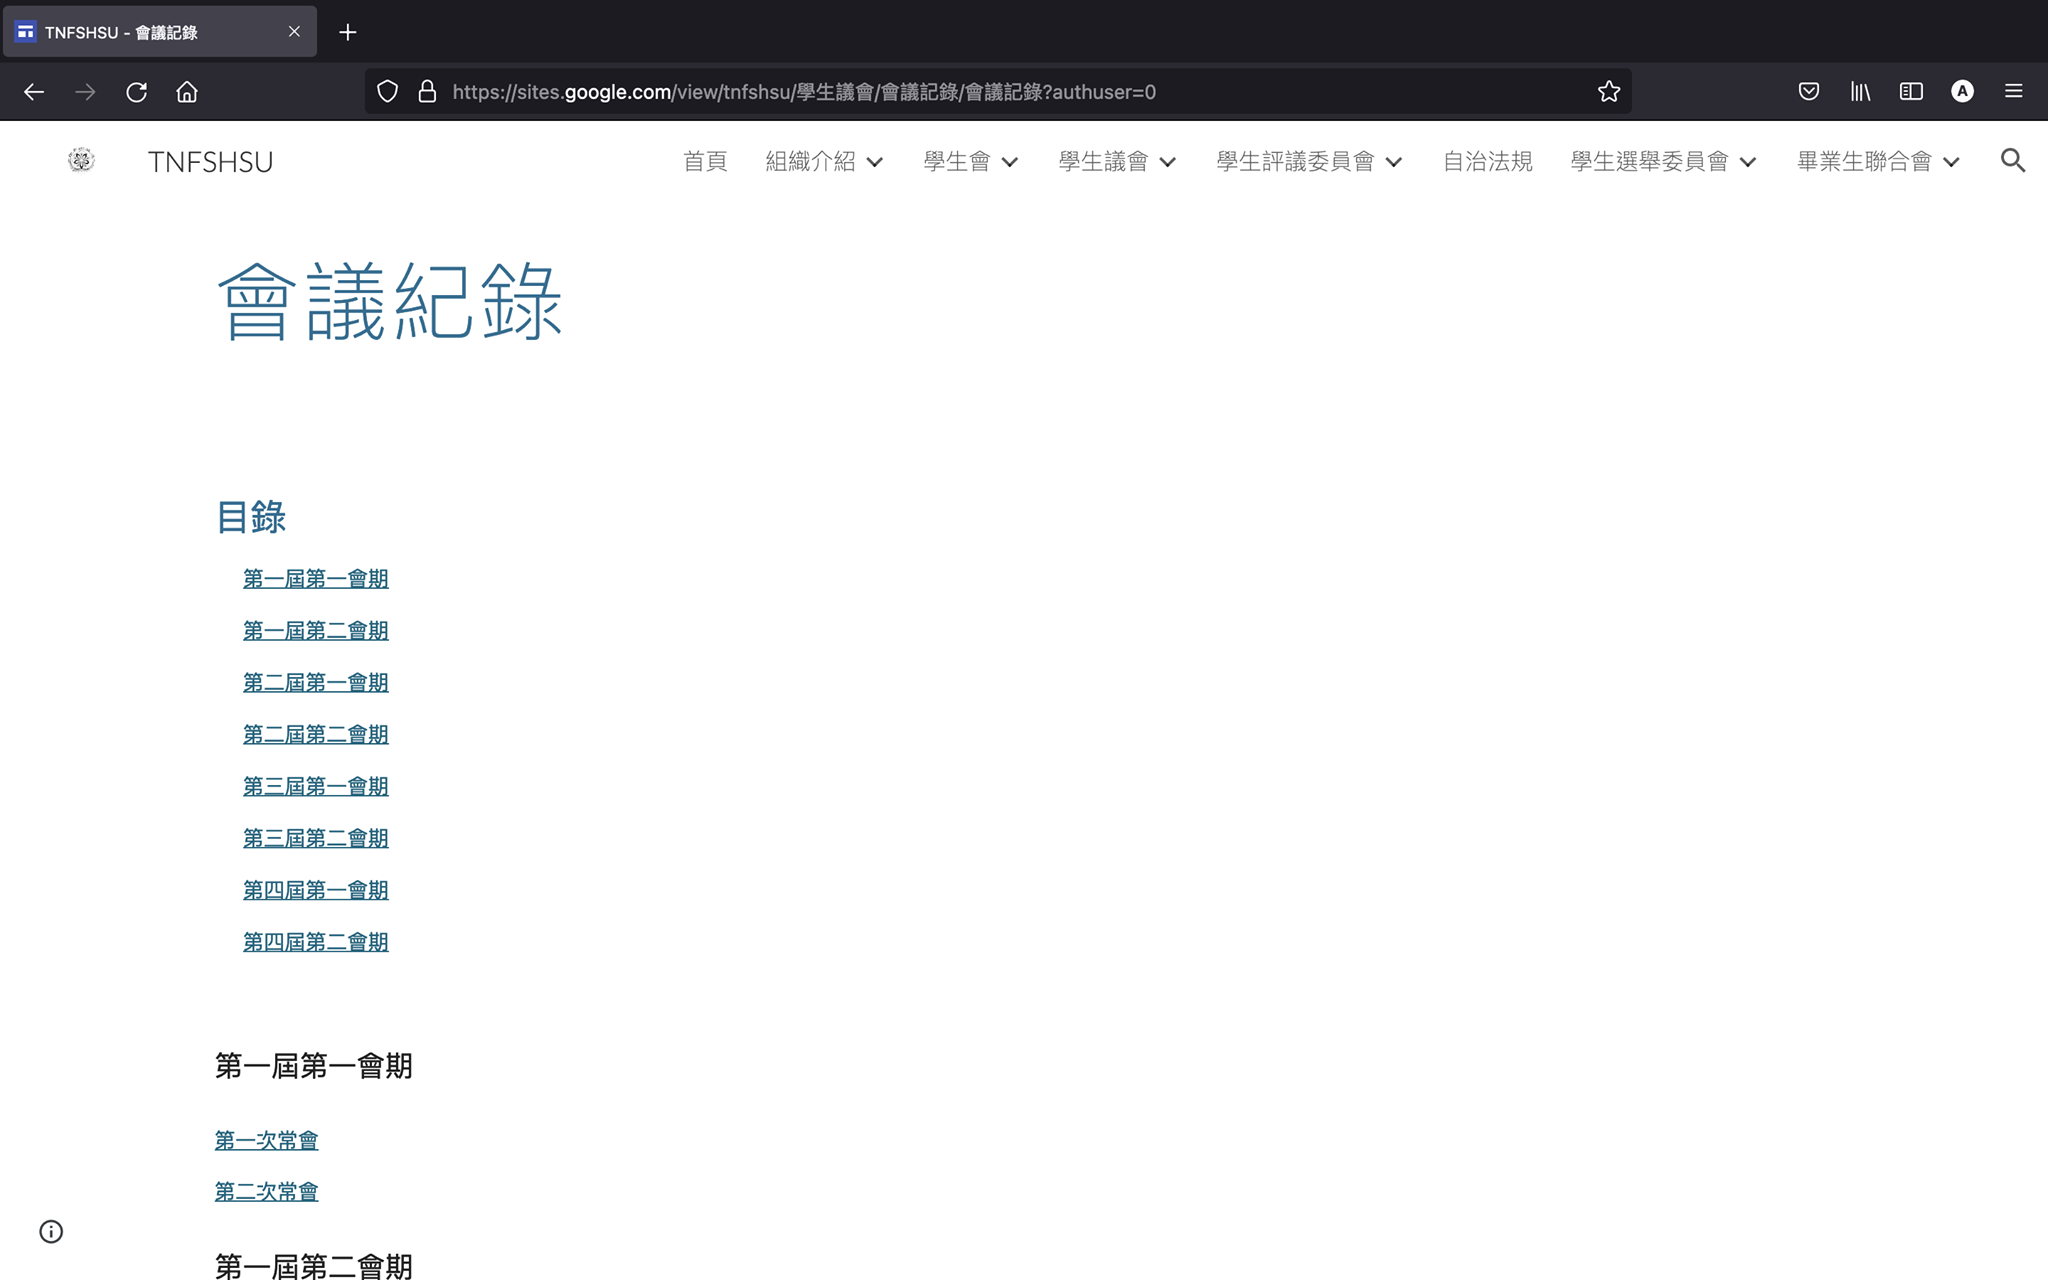 TNFSHSU - 會議記錄
https://sites.google.com/view/tnfshsu/學生議會/會議記錄/會議記錄?authuser=0
A
TNFSHSU 首頁 組織介紹 學生會 學生議會 學生評議委員會 自治法規 學生選舉委員會 畢業生聯合會
會議紀錄
目錄
第一屆第一會期
第一屆第二會期
第二屆第一會期
第二屆第二會期
第三屆第一會期
第三屆第二會期
第四屆第一會期
第四屆第二會期
第一屆第一會期
第一次常會
第二次常會
第一屆第二會期